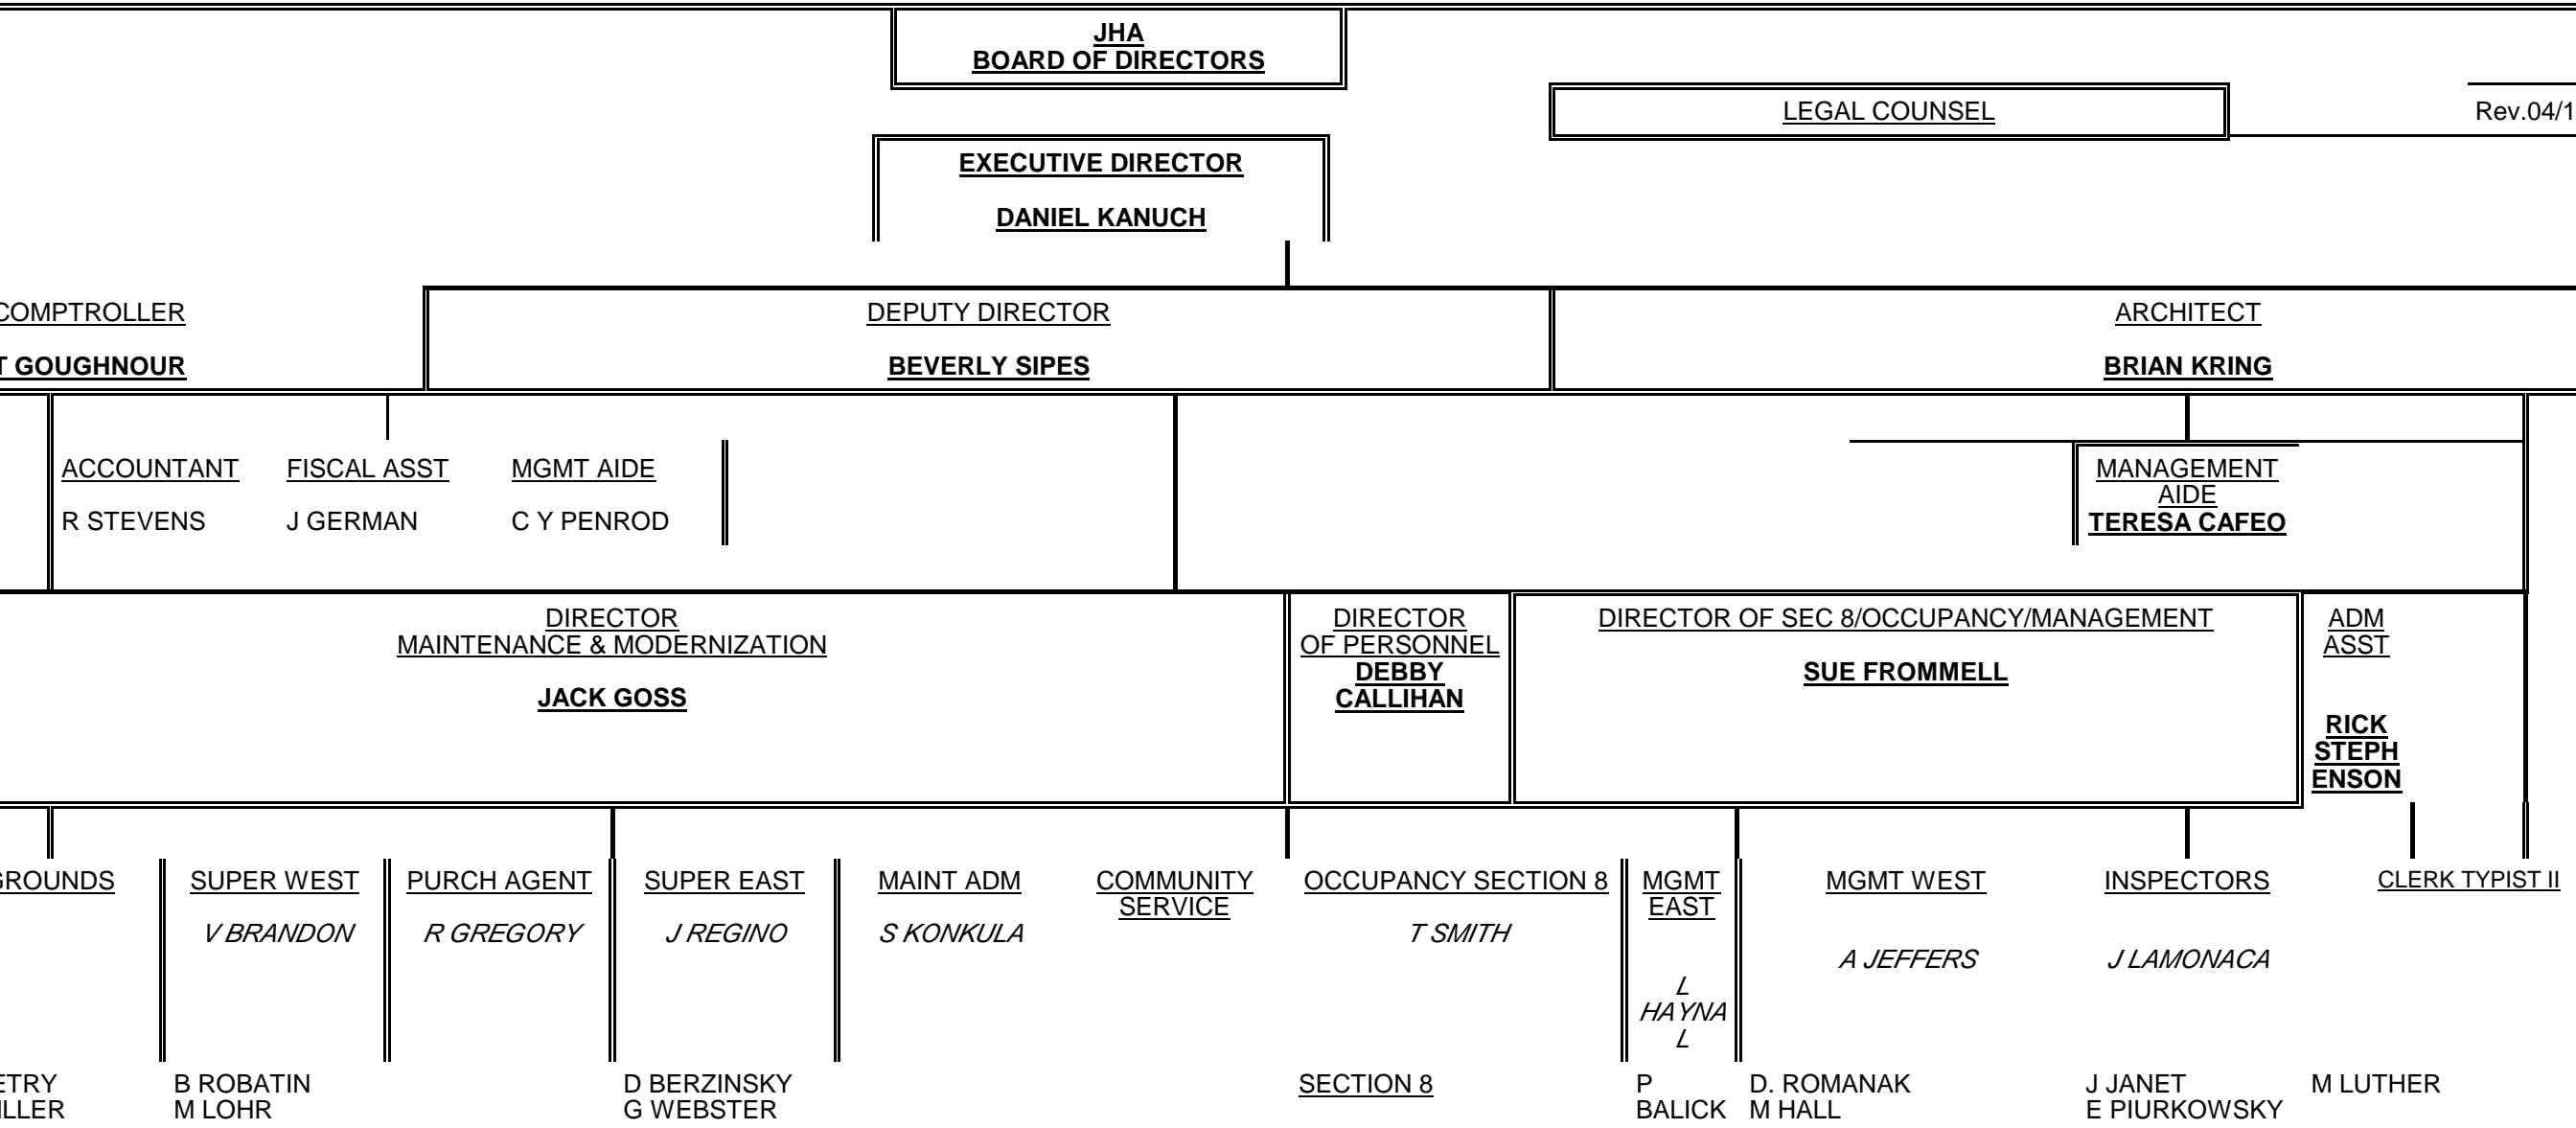 JHA
BOARD OF DIRECTORS
LEGAL COUNSEL
Rev.04/1
EXECUTIVE DIRECTOR
DANIEL KANUCH
COMPTROLLER
DEPUTY DIRECTOR
ARCHITECT
T GOUGHNOUR
BEVERLY SIPES
BRIAN KRING
ACCOUNTANT
FISCAL ASST
MGMT AIDE
MANAGEMENT
AIDE
R STEVENS
J GERMAN
C Y PENROD
TERESA CAFEO
DIRECTOR
MAINTENANCE & MODERNIZATION
JACK GOSS
DIRECTOR
OF PERSONNEL
DEBBY
CALLIHAN
DIRECTOR OF SEC 8/OCCUPANCY/MANAGEMENT
SUE FROMMELL
ADM
ASST
RICK
STEPH
ENSON
GROUNDS
SUPER WEST
V BRANDON
PURCH AGENT
R GREGORY
SUPER EAST
J REGINO
MAINT ADM
S KONKULA
COMMUNITY
SERVICE
OCCUPANCY SECTION 8
T SMITH
MGMT
EAST
L
HAYNA
L
MGMT WEST
A JEFFERS
INSPECTORS
J LAMONACA
CLERK TYPIST II
ETRY
ILLER
B ROBATIN
M LOHR
D BERZINSKY
G WEBSTER
SECTION 8
P
BALICK
D. ROMANAK
M HALL
J JANET
E PIURKOWSKY
M LUTHER